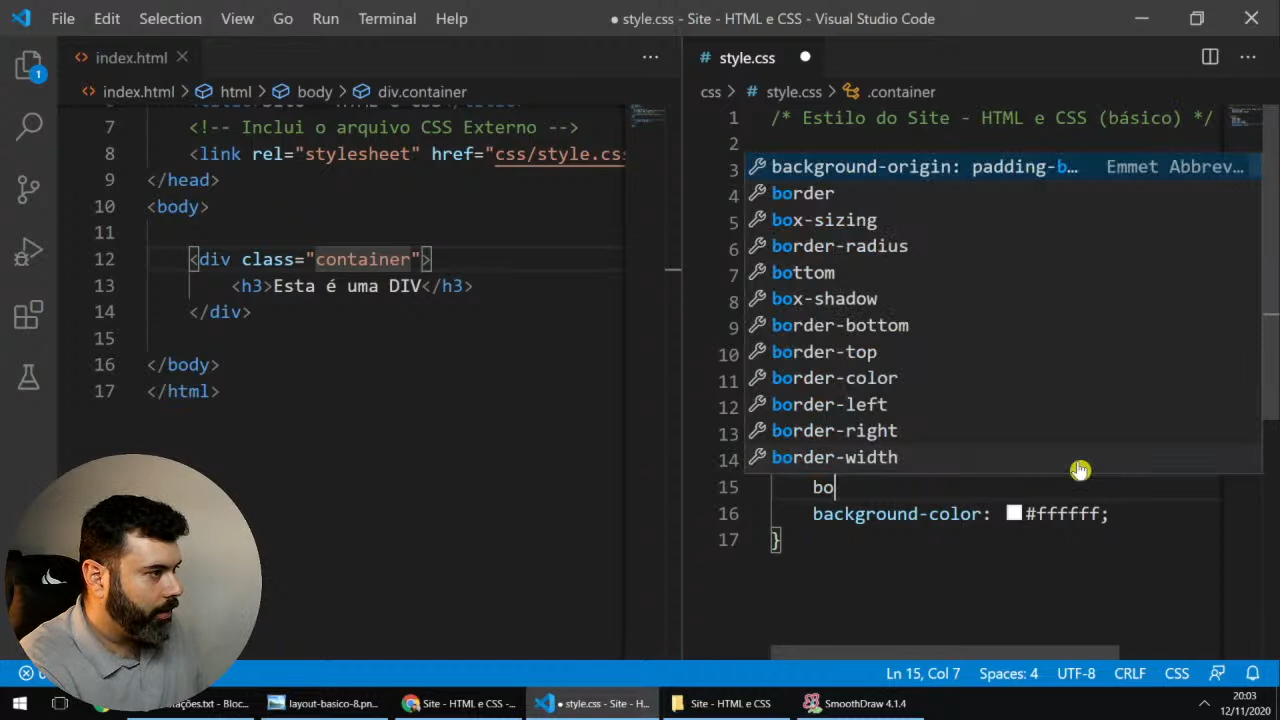 File Edit Selection View Go Run Terminal Help
● style.css - Site - HTML e CSS - Visual Studio Code
index.html
style.css
index.html > html > body > div.container
css > style.css > .container
1
7 <!-- Inclui o arquivo CSS Externo -->
8 <link rel="stylesheet" href="css/style.cs
9 </head>
10 <body>
11
12 <div class="container">
13 <h3>Esta é uma DIV</h3>
14 </div>
15
16 </body>
17 </html>
1 /* Estilo do Site - HTML e CSS (básico) */
2
3 background-origin: padding-b… Emmet Abbrev…
4 border
5 box-sizing
6 border-radius
7 bottom
8 box-shadow
9 border-bottom
10 border-top
11 border-color
12 border-left
13 border-right
14 border-width
15 bo
16 background-color: #ffffff;
17 }
Ln 15, Col 7 Spaces: 4 UTF-8 CRLF CSS
tações.txt - Bloc... layout-basico-8.pn... Site - HTML e CSS -... ● style.css - Site - H... Site - HTML e CSS SmoothDraw 4.1.4
20:03
12/11/2020